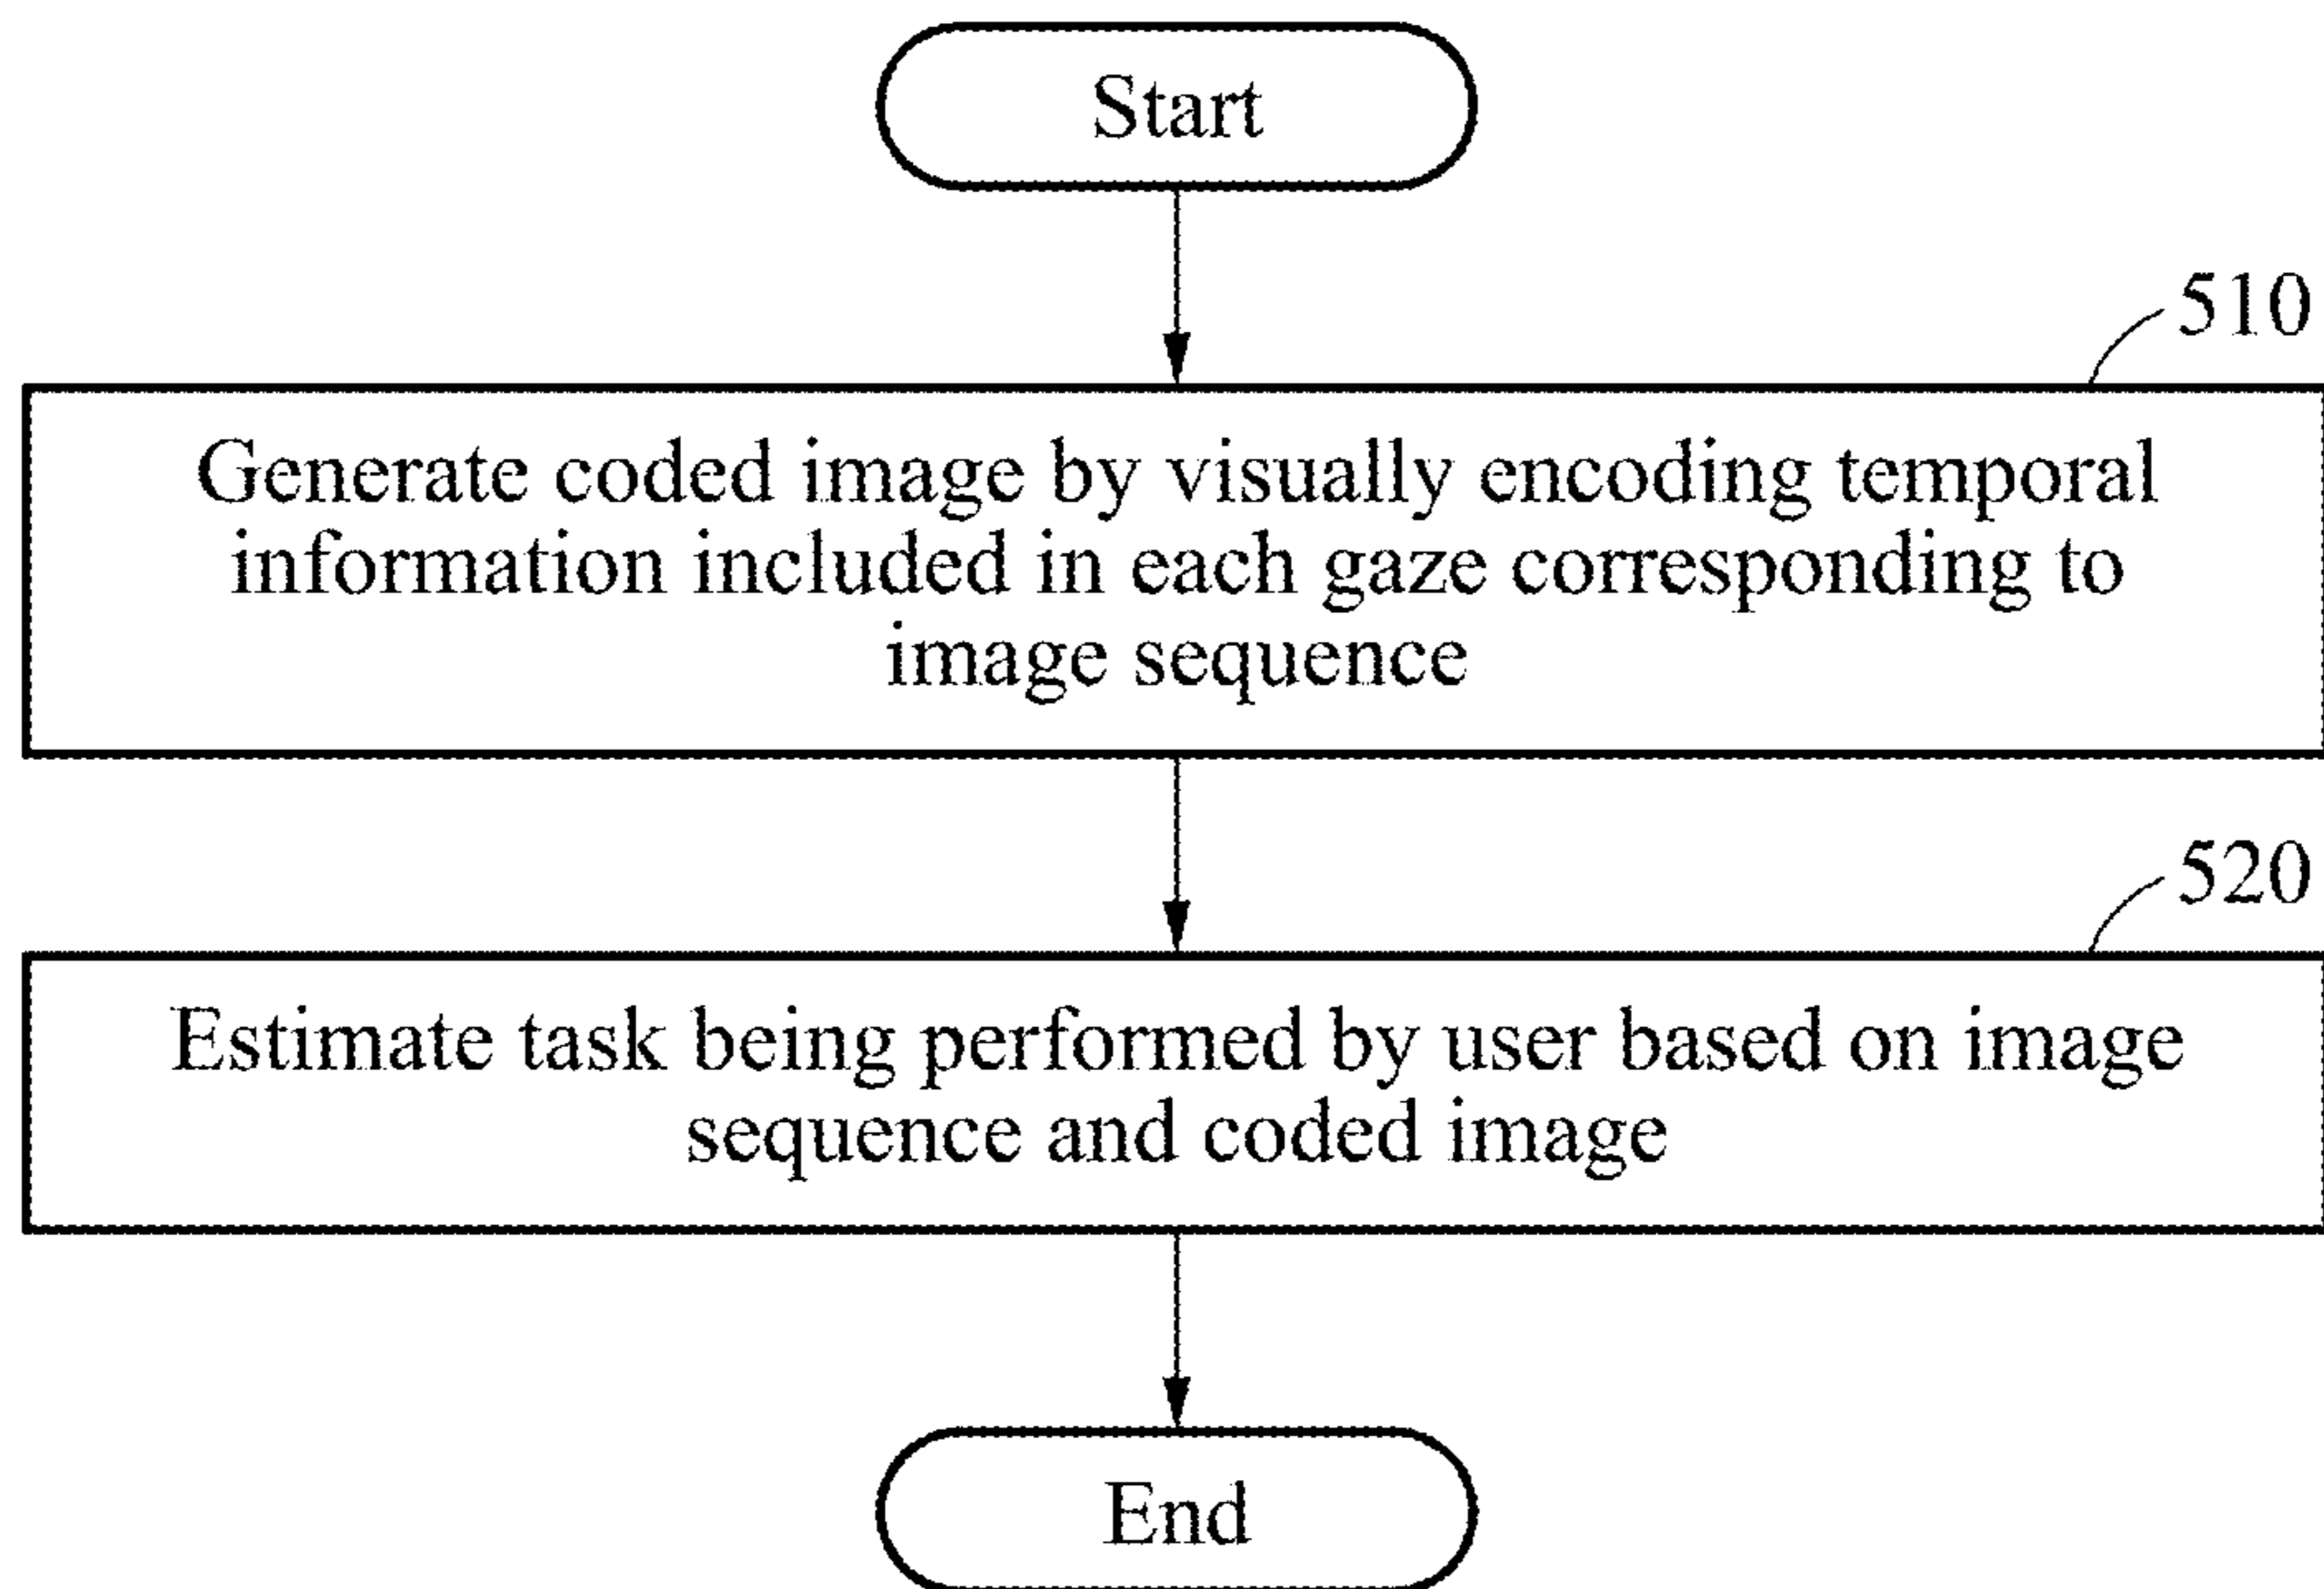 Start
510
Generate coded image by visually encoding temporal
information included in each gaze corresponding to
image sequence
520
Estimate task being performed by user based on image
sequence and coded image
End